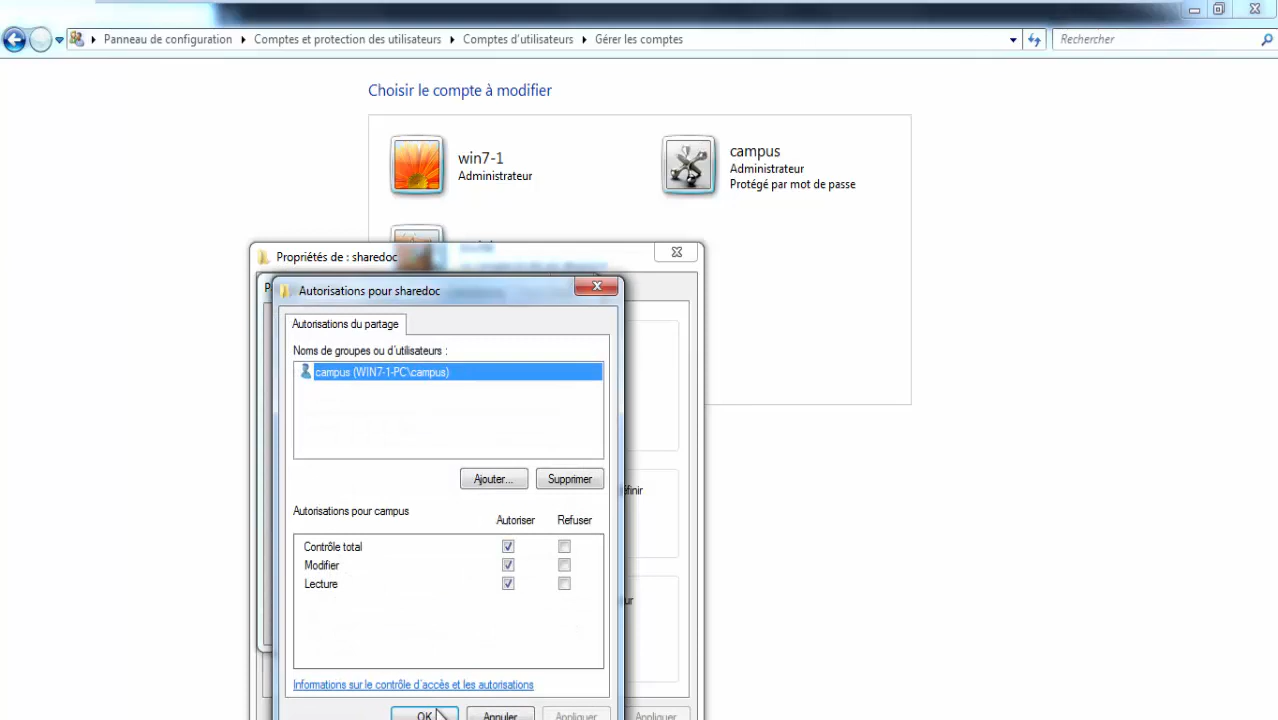 Panneau de configuration
Comptes et protection des utilisateurs
Comptes d'utilisateurs
Gérer les comptes
Rechercher
Choisir le compte à modifier
win7-1
Administrateur
campus
Administrateur
Protégé par mot de passe
Propriétés de : sharedoc
Autorisations pour sharedoc
Autorisations du partage
Noms de groupes ou d'utilisateurs :
campus (WIN7-1-PC\campus)
Ajouter...
Supprimer
Autorisations pour campus
Autoriser
Refuser
Contrôle total
Modifier
Lecture
Informations sur le contrôle d'accès et les autorisations
OK
Annuler
Appliquer
Appliquer